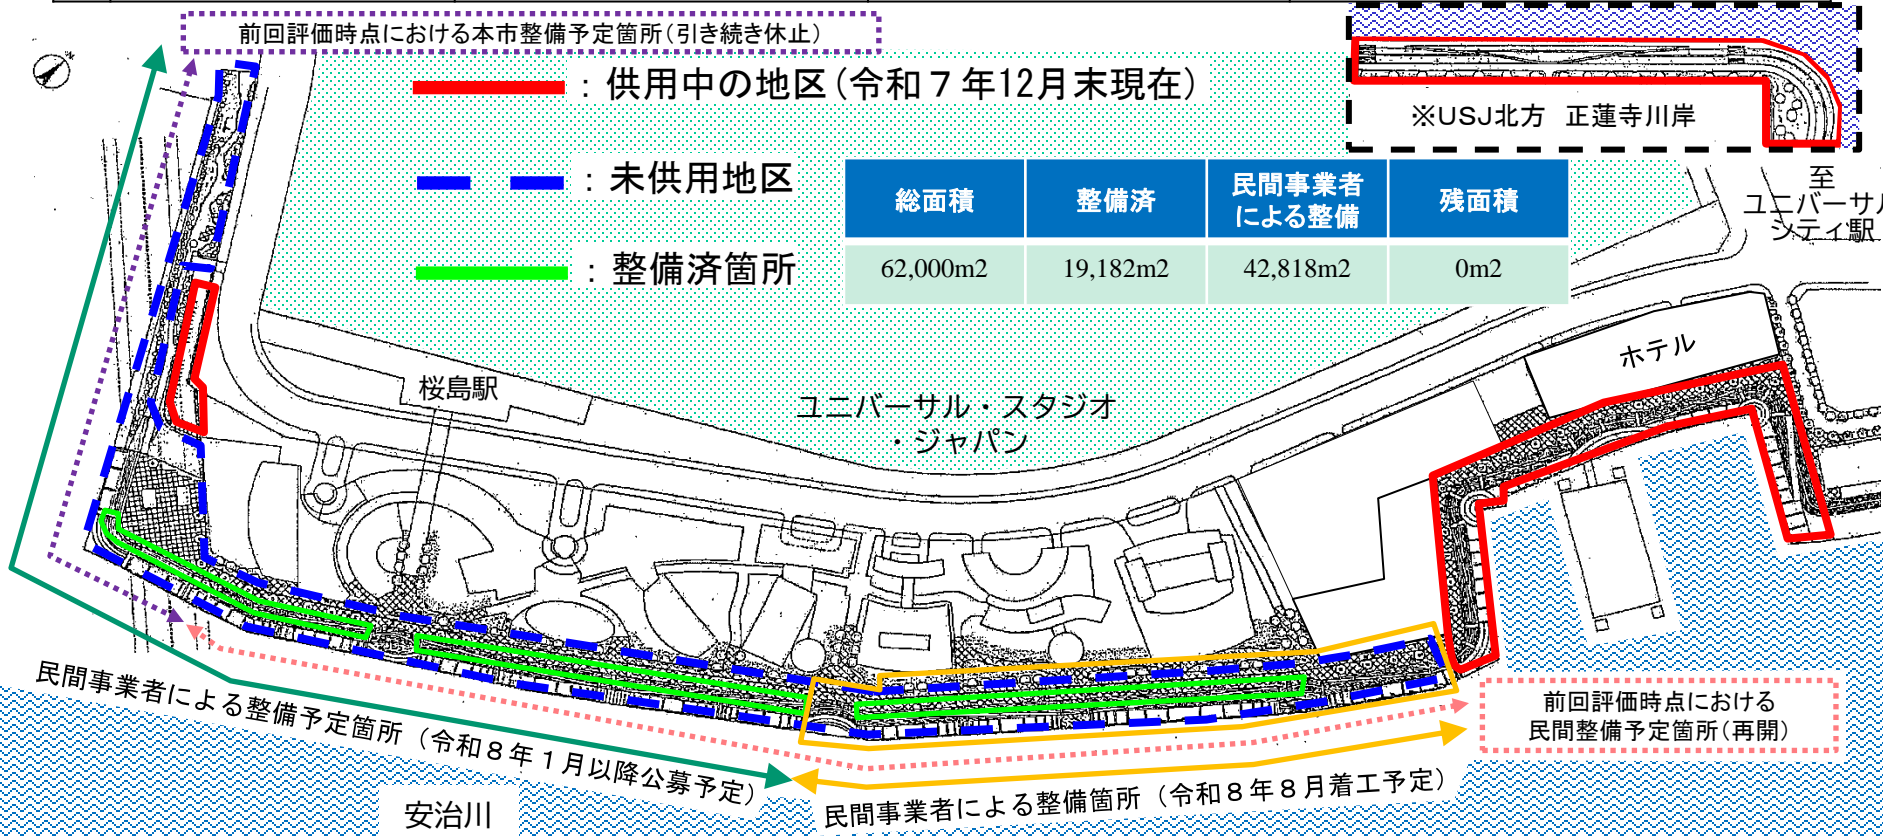 前回評価時点における本市整備予定箇所(引き続き休止)
：供用中の地区(令和７年12月末現在)
※USJ北方　正蓮寺川岸
：未供用地区
：整備済箇所
総面積　整備済　民間事業者による整備　残面積
62,000m2　19,182m2　42,818m2　0m2
至
ユニバーサル
シティ駅
ホテル
桜島駅
ユニバーサル・スタジオ
・ジャパン
前回評価時点における
民間整備予定箇所(再開)
民間事業者による整備予定箇所（令和８年１月以降公募予定）
民間事業者による整備箇所（令和８年８月着工予定）
安治川